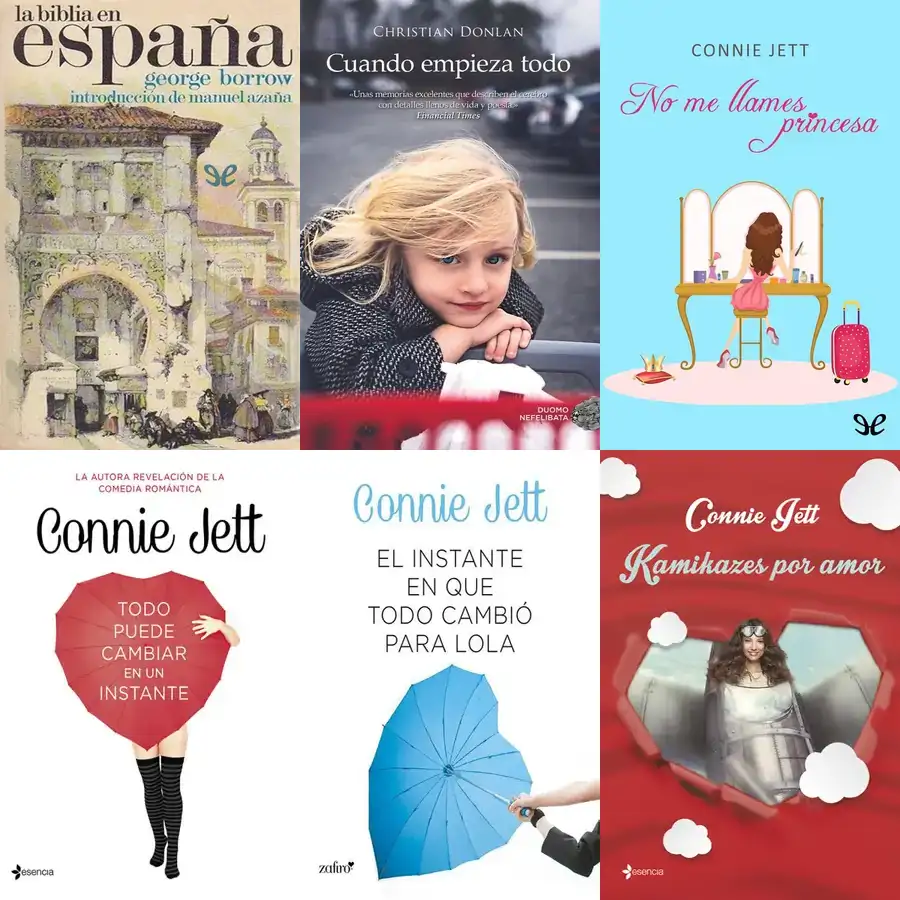 la biblia en
españa
george borrow
introducción de manuel azaña
CHRISTIAN DONLAN
Cuando empieza todo
«Unas memorias excelentes que describen el cerebro
con detalles llenos de vida y poesía.»
Financial Times
DUOMO
NEFELIBATA
CONNIE JETT
No me llames
princesa
LA AUTORA REVELACIÓN DE LA
COMEDIA ROMÁNTICA
Connie Jett
TODO
PUEDE
CAMBIAR
EN UN
INSTANTE
esencia
Connie Jett
EL INSTANTE
EN QUE
TODO CAMBIÓ
PARA LOLA
zafiro
Connie Jett
Kamikazes por amor
esencia